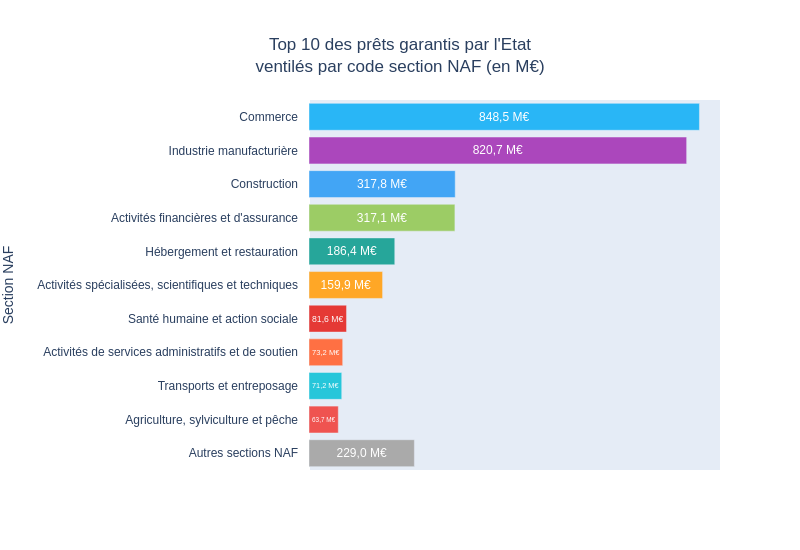 Top 10 des prêts garantis par l'Etat
ventilés par code section NAF (en M€)
Section NAF
Commerce 848,5 M€
Industrie manufacturière 820,7 M€
Construction 317,8 M€
Activités financières et d'assurance 317,1 M€
Hébergement et restauration 186,4 M€
Activités spécialisées, scientifiques et techniques 159,9 M€
Santé humaine et action sociale 81,6 M€
Activités de services administratifs et de soutien 73,2 M€
Transports et entreposage 71,2 M€
Agriculture, sylviculture et pêche 63,7 M€
Autres sections NAF 229,0 M€